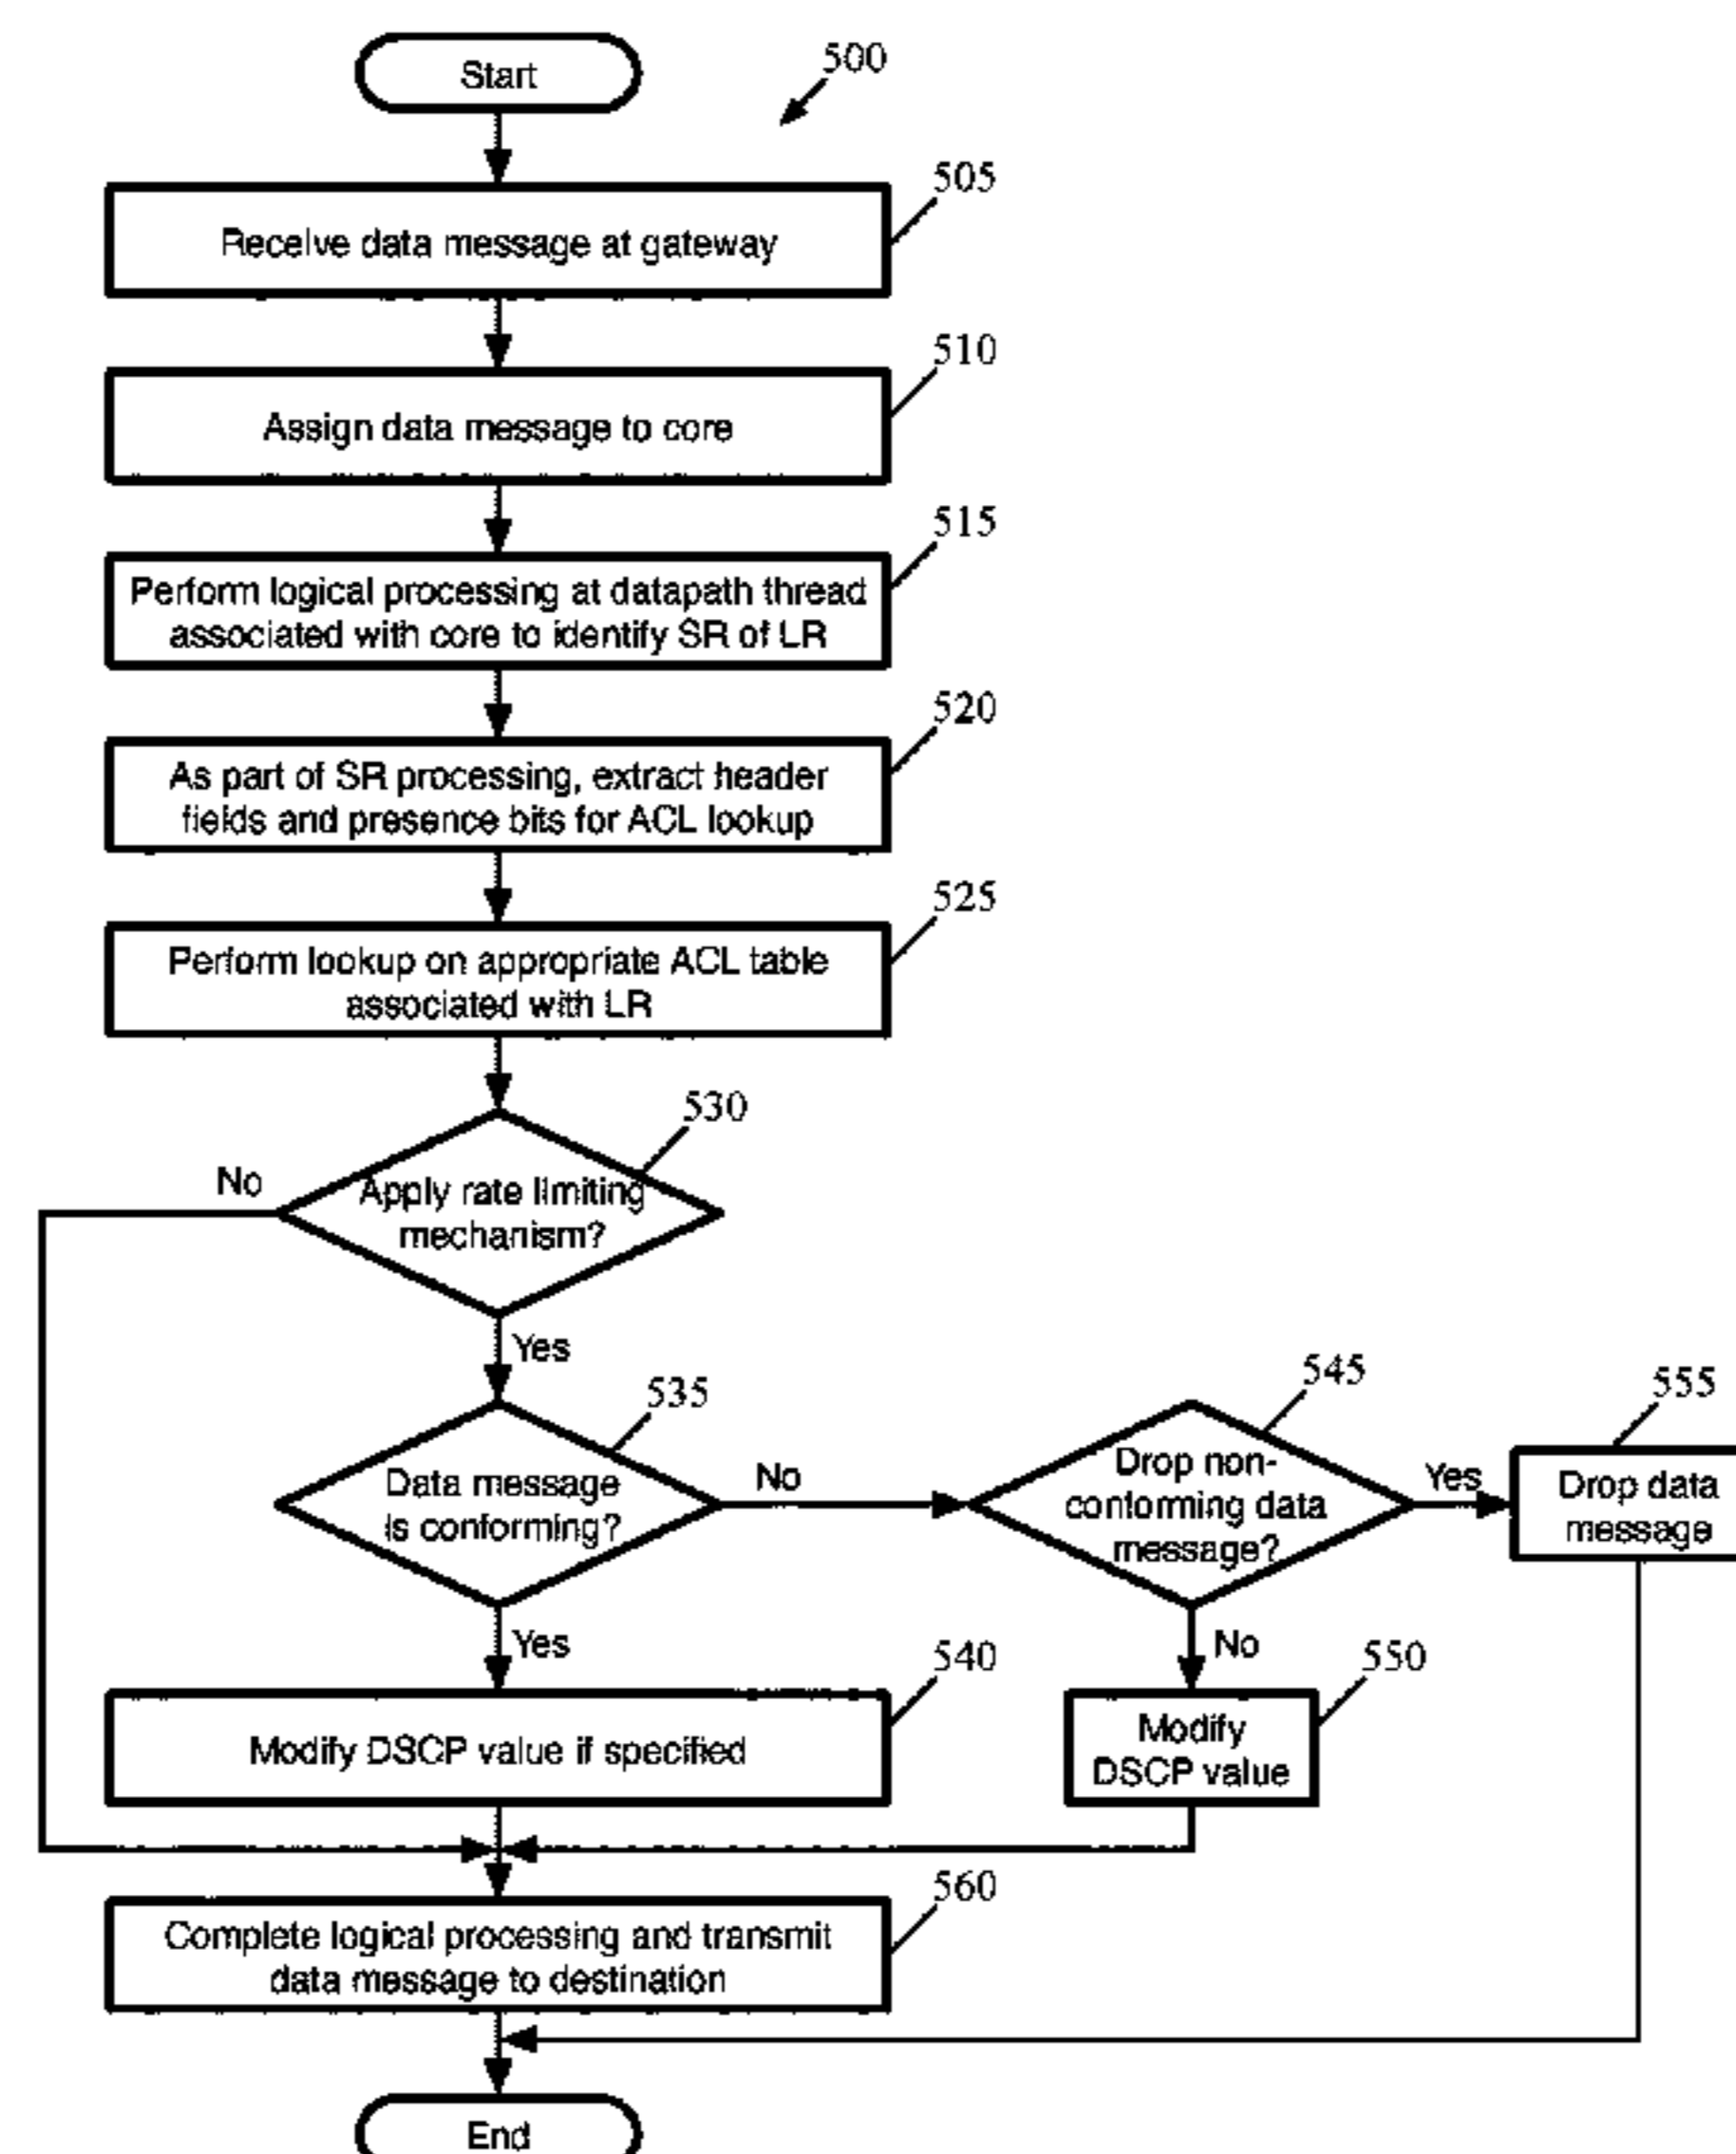 Start
500
505
Receive data message at gateway
510
Assign data message to core
515
Perform logical processing at datapath thread
associated with core to identify SR of LR
520
As part of SR processing, extract header
fields and presence bits for ACL lookup
525
Perform lookup on appropriate ACL table
associated with LR
530
No
Apply rate limiting
mechanism?
Yes
535
Data message
is conforming?
No
545
Drop non-
conforming data
message?
Yes
555
Drop data
message
Yes
540
Modify DSCP value if specified
No
550
Modify
DSCP value
560
Complete logical processing and transmit
data message to destination
End